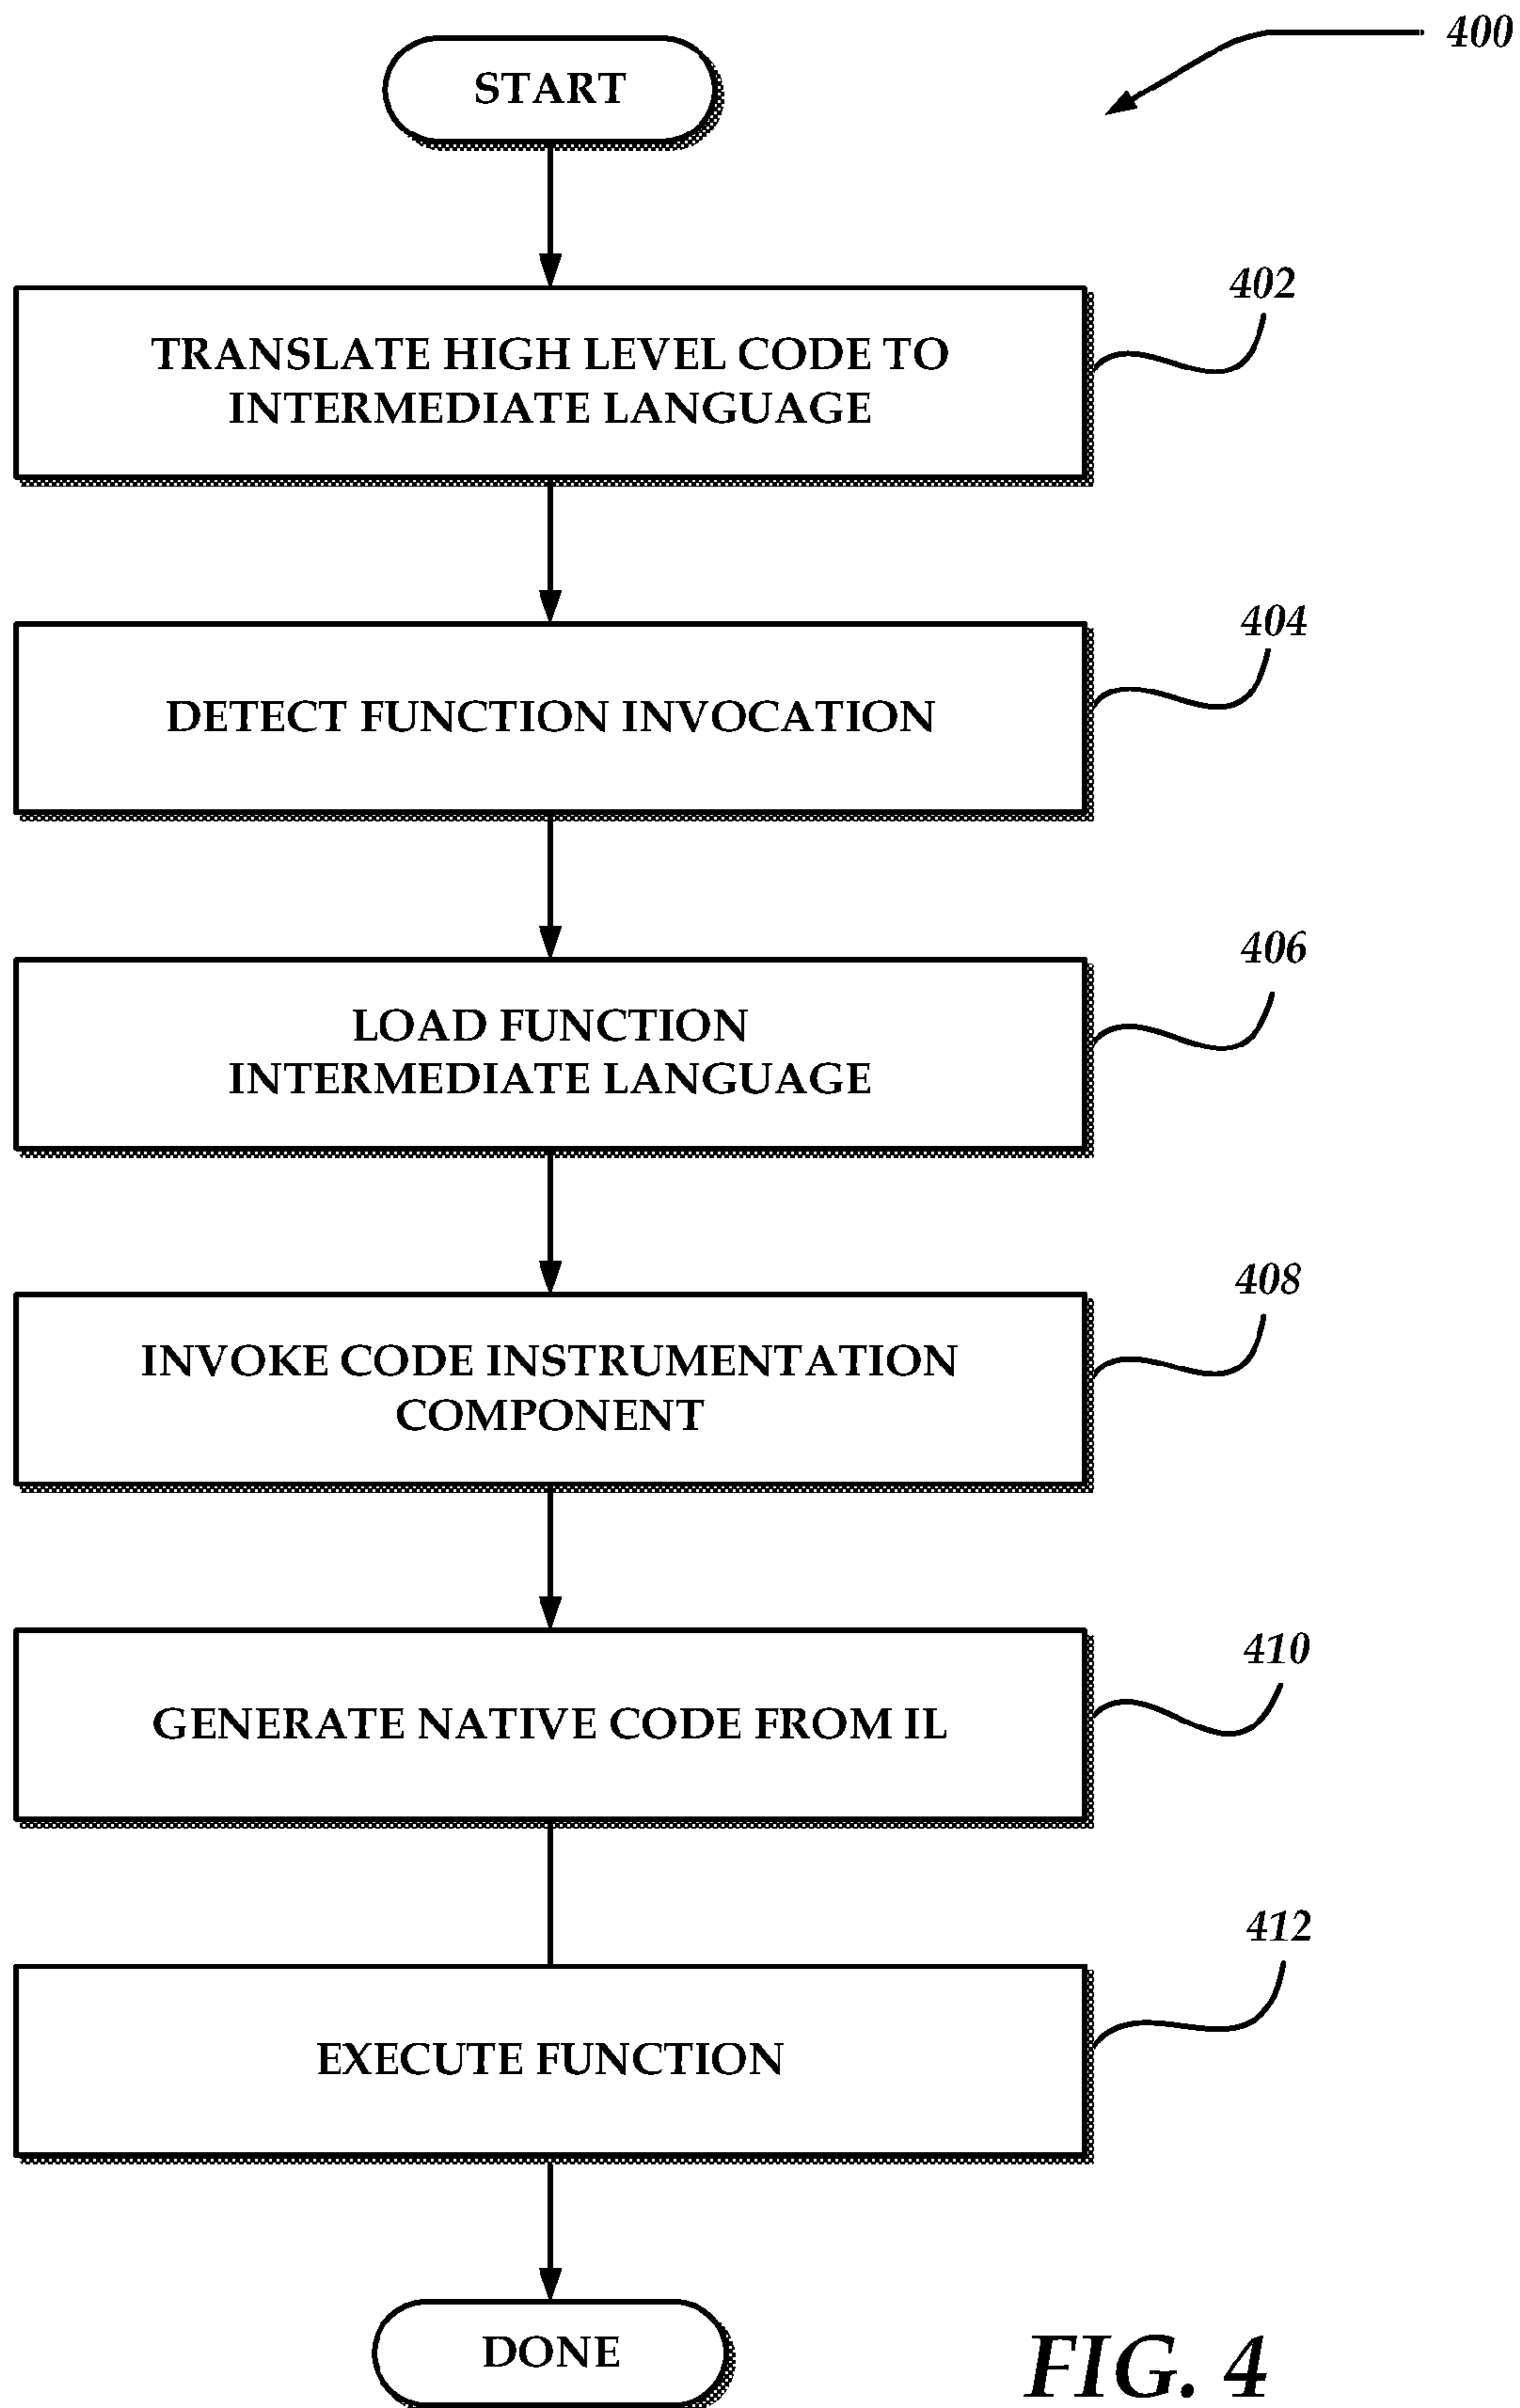 400
START
402
TRANSLATE HIGH LEVEL CODE TO
INTERMEDIATE LANGUAGE
404
DETECT FUNCTION INVOCATION
406
LOAD FUNCTION
INTERMEDIATE LANGUAGE
408
INVOKE CODE INSTRUMENTATION
COMPONENT
410
GENERATE NATIVE CODE FROM IL
412
EXECUTE FUNCTION
DONE
FIG. 4